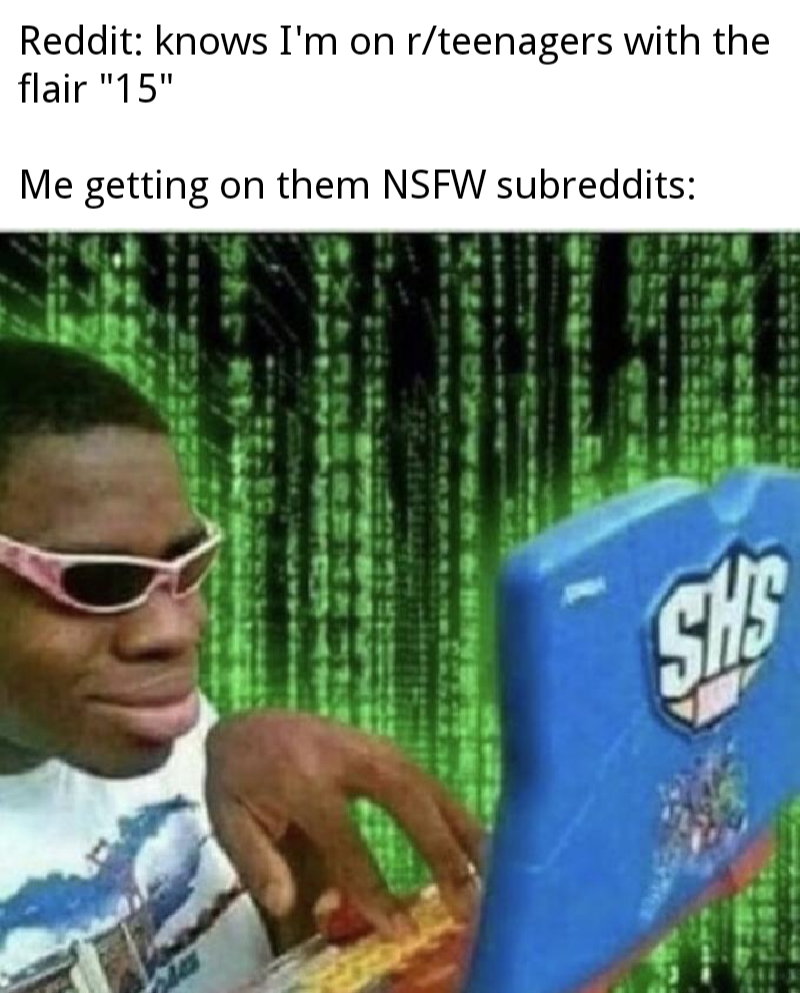 Reddit: knows I'm on r/teenagers with the
flair "15"
Me getting on them NSFW subreddits:
SHS